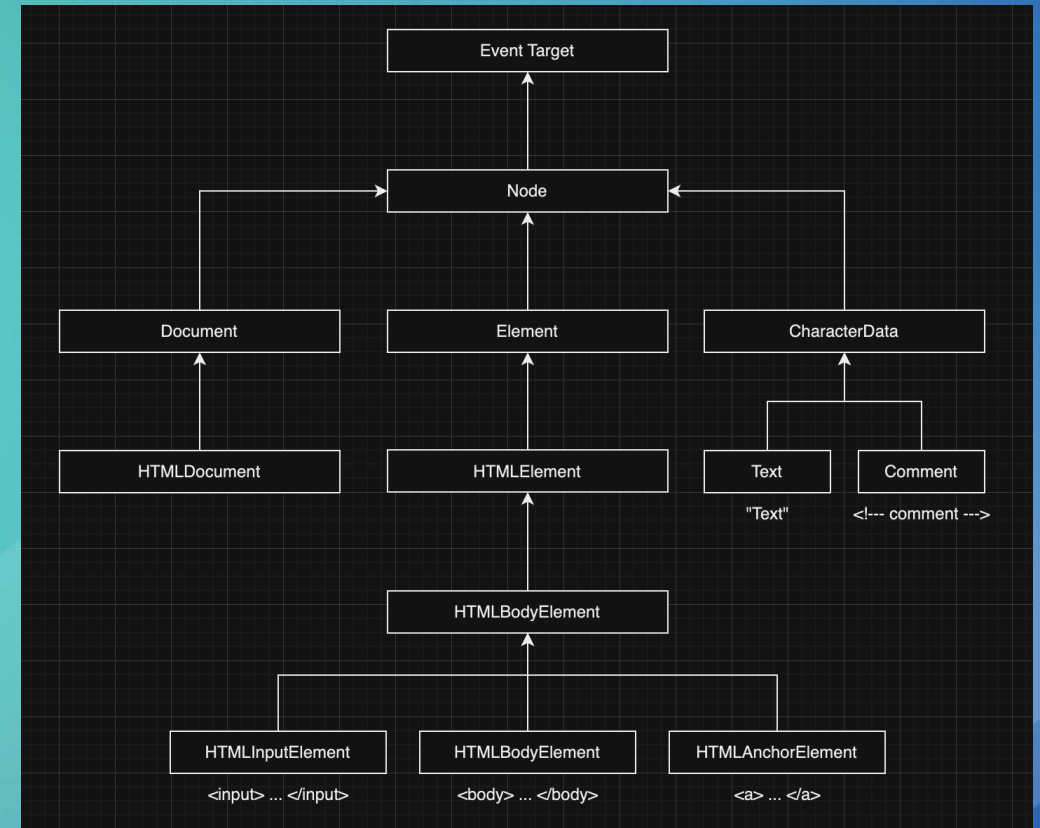 Event Target
Node
Document
Element
CharacterData
HTMLDocument
HTMLElement
Text
Comment
"Text"
<!--- comment --->
HTMLBodyElement
HTMLInputElement
HTMLBodyElement
HTMLAnchorElement
<input> ... </input>
<body> ... </body>
<a> ... </a>